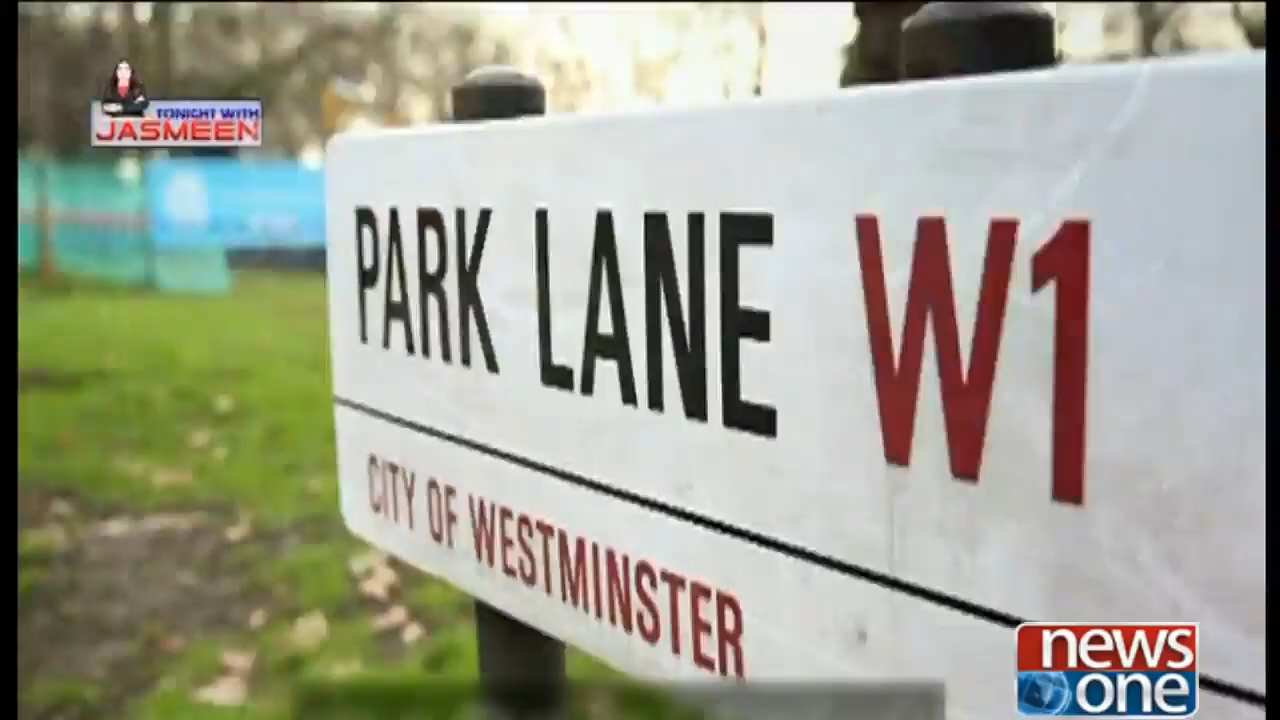 TONIGHT WITH
JASMEEN
PARK LANE W1
CITY OF WESTMINSTER
news
one